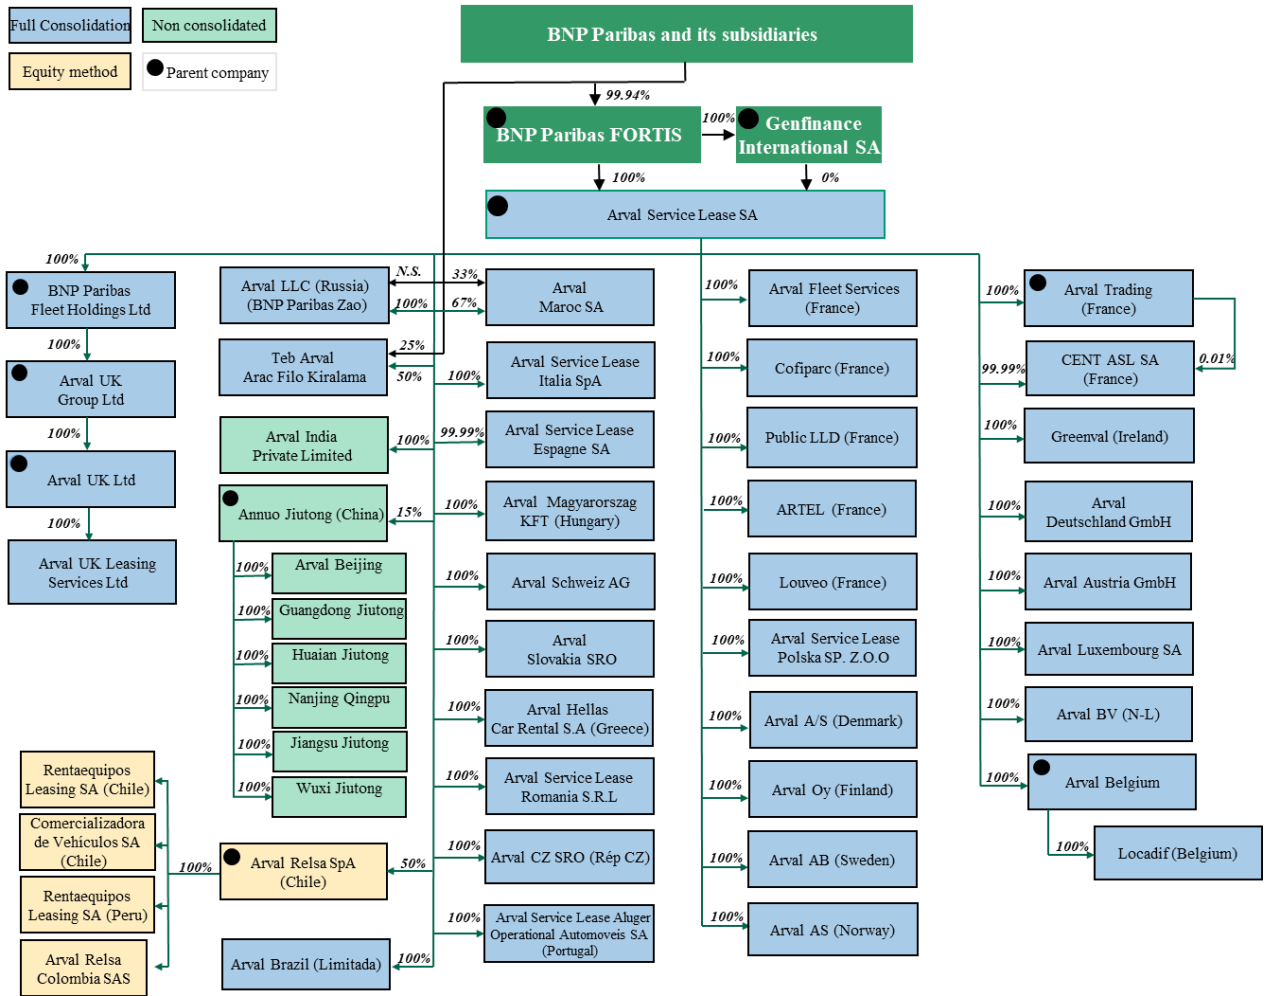 Full Consolidation
Non consolidated
Equity method
Parent company
BNP Paribas and its subsidiaries
99.94%
BNP Paribas FORTIS
100%
Genfinance
International SA
100%
0%
Arval Service Lease SA
100%
BNP Paribas
Fleet Holdings Ltd
100%
Arval UK
Group Ltd
100%
Arval UK Ltd
100%
Arval UK Leasing
Services Ltd
Arval LLC (Russia)
(BNP Paribas Zao)
N.S.
33%
100%
67%
Arval
Maroc SA
Teb Arval
Arac Filo Kiralama
25%
50%
100%
Arval Service Lease
Italia SpA
Arval India
Private Limited
100%
99.99%
Arval Service Lease
Espagne SA
Annuo Jiutong (China)
15%
100%
Arval Magyarorszag
KFT (Hungary)
100%
Arval Beijing
100%
Guangdong Jiutong
100%
Huaian Jiutong
100%
Nanjing Qingpu
100%
Jiangsu Jiutong
100%
Wuxi Jiutong
100%
Arval Schweiz AG
100%
Arval
Slovakia SRO
100%
Arval Hellas
Car Rental S.A (Greece)
100%
Arval Service Lease
Romania S.R.L
100%
Arval CZ SRO (Rép CZ)
100%
Arval Service Lease Aluger
Operational Automoveis SA
(Portugal)
Rentaequipos
Leasing SA (Chile)
Comercializadora
de Vehículos SA
(Chile)
Rentaequipos
Leasing SA (Peru)
Arval Relsa
Colombia SAS
100%
Arval Relsa SpA
(Chile)
50%
Arval Brazil (Limitada)
100%
100%
Arval Fleet Services
(France)
100%
Cofiparc (France)
100%
Public LLD (France)
100%
ARTEL (France)
100%
Louveo (France)
100%
Arval Service Lease
Polska SP. Z.O.O
100%
Arval A/S (Denmark)
100%
Arval Oy (Finland)
100%
Arval AB (Sweden)
100%
Arval AS (Norway)
100%
Arval Trading
(France)
0.01%
99.99%
CENT ASL SA
(France)
100%
Greenval (Ireland)
100%
Arval
Deutschland GmbH
100%
Arval Austria GmbH
100%
Arval Luxembourg SA
100%
Arval BV (N-L)
100%
Arval Belgium
100%
Locadif (Belgium)